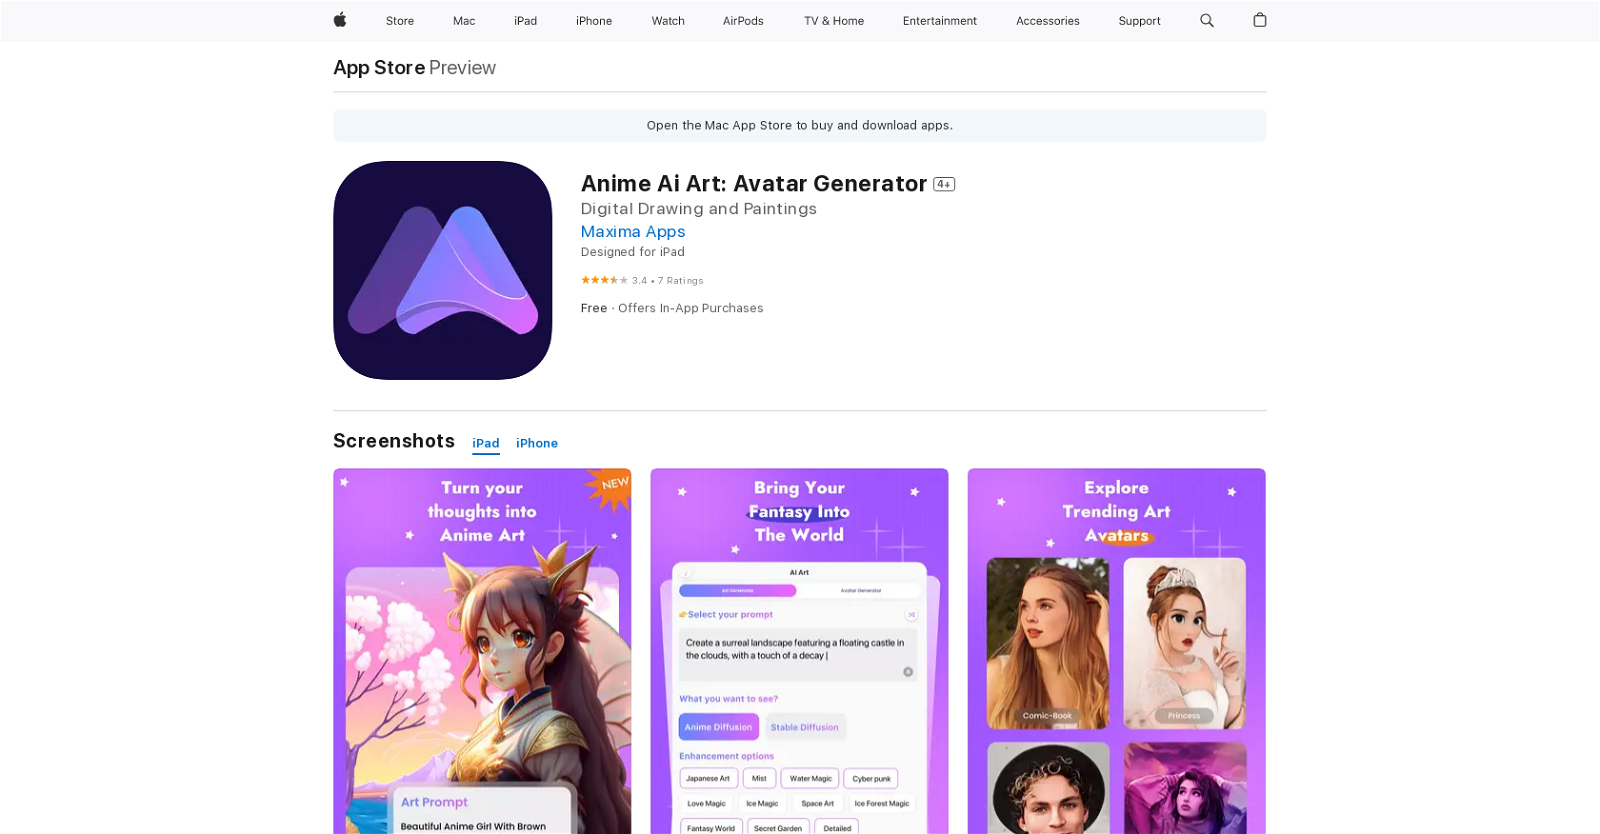 Store Mac iPad iPhone Watch AirPods TV & Home Entertainment Accessories Support
App Store Preview
Open the Mac App Store to buy and download apps.
Anime Ai Art: Avatar Generator 4+
Digital Drawing and Paintings
Maxima Apps
Designed for iPad
3.4 • 7 Ratings
Free · Offers In-App Purchases
Screenshots iPad iPhone
Turn your
thoughts into
Anime Art
NEW
Art Prompt
Beautiful Anime Girl With Brown
Bring Your
Fantasy Into
The World
Ai Art
Art Generator Avatar Generator
Select your prompt
Create a surreal landscape featuring a floating castle in
the clouds, with a touch of a decay
What you want to see?
Anime Diffusion Stable Diffusion
Enhancement options
Japanese Art Mist Water Magic Cyber punk
Love Magic Ice Magic Space Art Ice Forest Magic
Fantasy World Secret Garden Detailed
Explore
Trending Art
Avatars
Comic-Book Princess